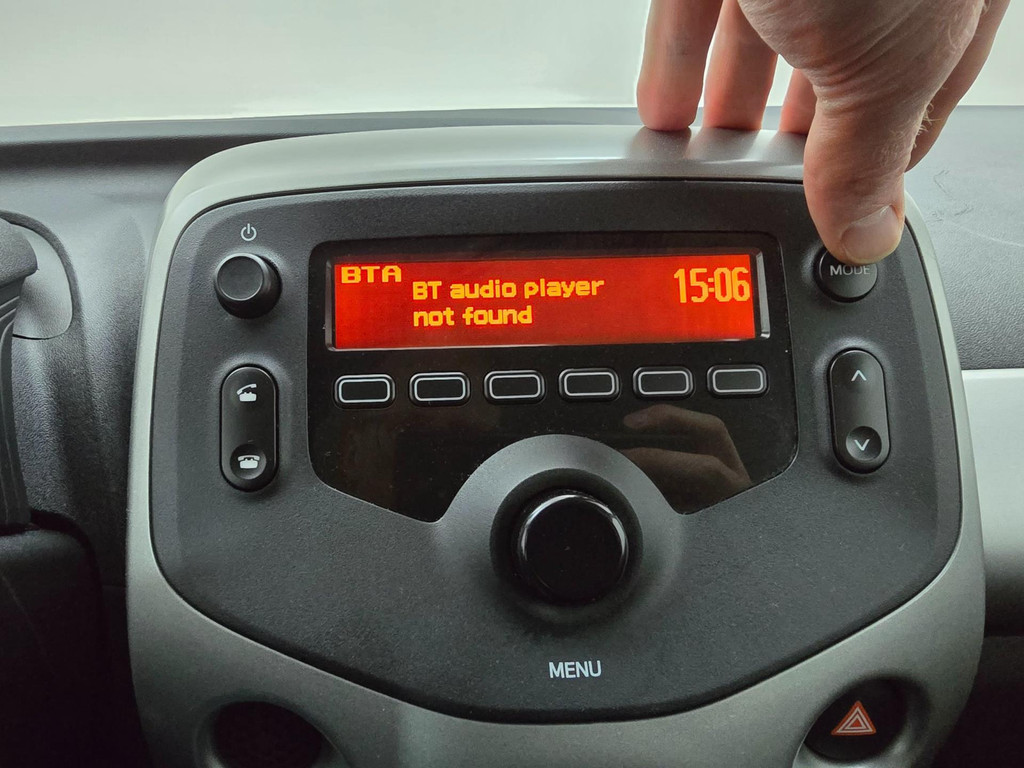 BTA
BT audio player
not found
15:06
MODE
MENU